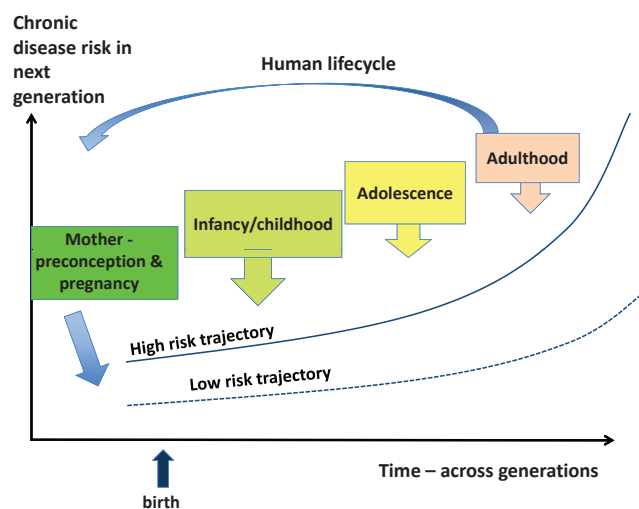 Chronic
disease risk in
next
generation
Human lifecycle
Adulthood
Adolescence
Infancy/childhood
Mother -
preconception &
pregnancy
High risk trajectory
Low risk trajectory
Time – across generations
birth